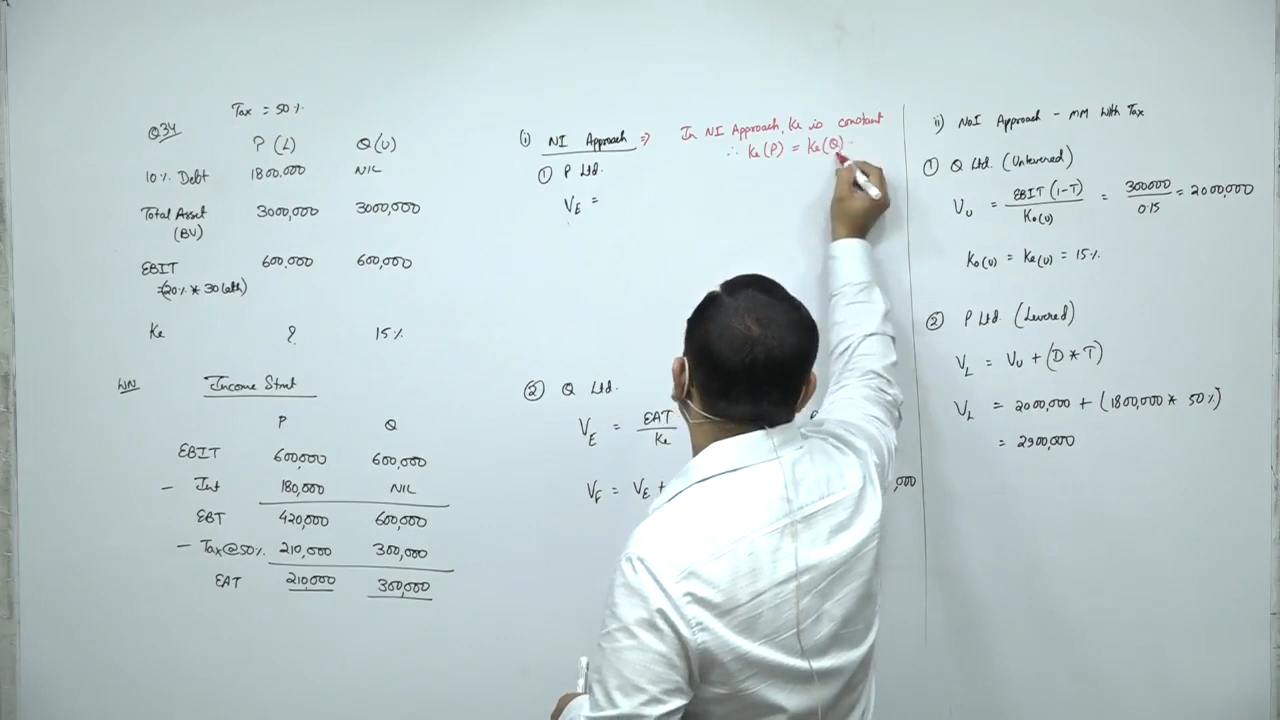 Tax = 50%
Q34
P (L) Q (U)
10% Debt 1800,000 NIL
Total Asset 3000,000 3000,000
(BV)
EBIT 600,000 600,000
=(20% * 30 lakh)
Ke ? 15%
WN Income Stmt
P Q
EBIT 600,000 600,000
- Int 180,000 NIL
EBT 420,000 600,000
- Tax@50% 210,000 300,000
EAT 210,000 300,000
(i) NI Approach ⇒ In NI Approach, Ke is constant
∴ Ke(P) = Ke(Q)
① P Ltd.
VE =
② Q Ltd.
VE = EAT
Ke
VF = VE +
,000
ii) NOI Approach - MM With Tax
① Q Ltd. (Unlevered)
VU = EBIT (1-T) = 300000 = 2000,000
Ko(U) 0.15
Ko(U) = Ke(U) = 15%
② P Ltd. (Levered)
VL = VU + (D * T)
VL = 2000,000 + (1800,000 * 50%)
= 2900,000